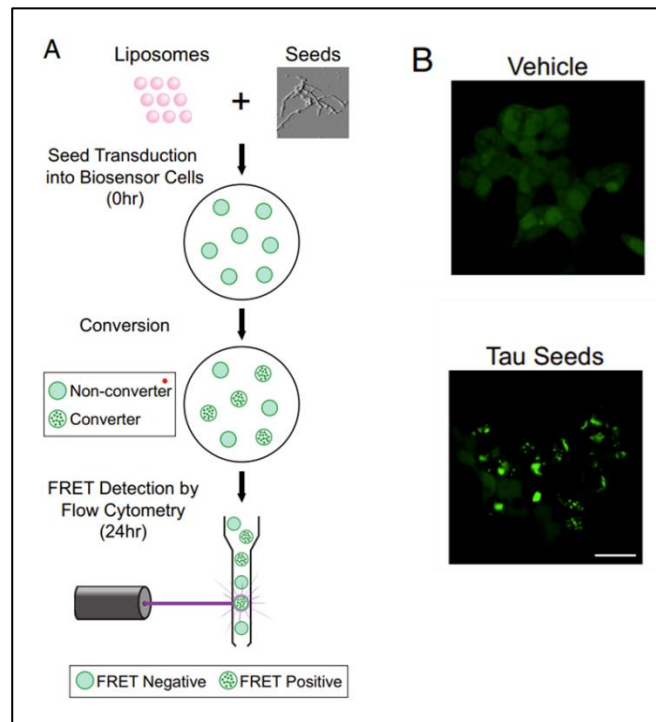 A
Liposomes
+
Seeds
Seed Transduction
into Biosensor Cells
(0hr)
Conversion
Non-converter
Converter
FRET Detection by
Flow Cytometry
(24hr)
FRET Negative
FRET Positive
B
Vehicle
Tau Seeds